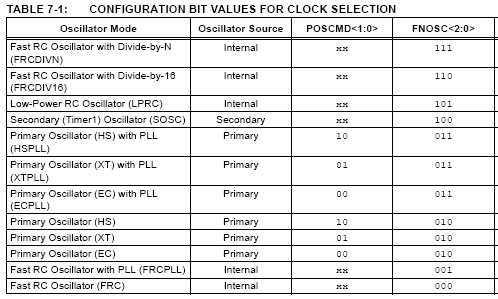 TABLE 7-1: CONFIGURATION BIT VALUES FOR CLOCK SELECTION
Oscillator Mode Oscillator Source POSCMD<1:0> FNOSC<2:0>
Fast RC Oscillator with Divide-by-N Internal xx 111
(FRCDIVN)
Fast RC Oscillator with Divide-by-16 Internal xx 110
(FRCDIV16)
Low-Power RC Oscillator (LPRC) Internal xx 101
Secondary (Timer1) Oscillator (SOSC) Secondary xx 100
Primary Oscillator (HS) with PLL Primary 10 011
(HSPLL)
Primary Oscillator (XT) with PLL Primary 01 011
(XTPLL)
Primary Oscillator (EC) with PLL Primary 00 011
(ECPLL)
Primary Oscillator (HS) Primary 10 010
Primary Oscillator (XT) Primary 01 010
Primary Oscillator (EC) Primary 00 010
Fast RC Oscillator with PLL (FRCPLL) Internal xx 001
Fast RC Oscillator (FRC) Internal xx 000